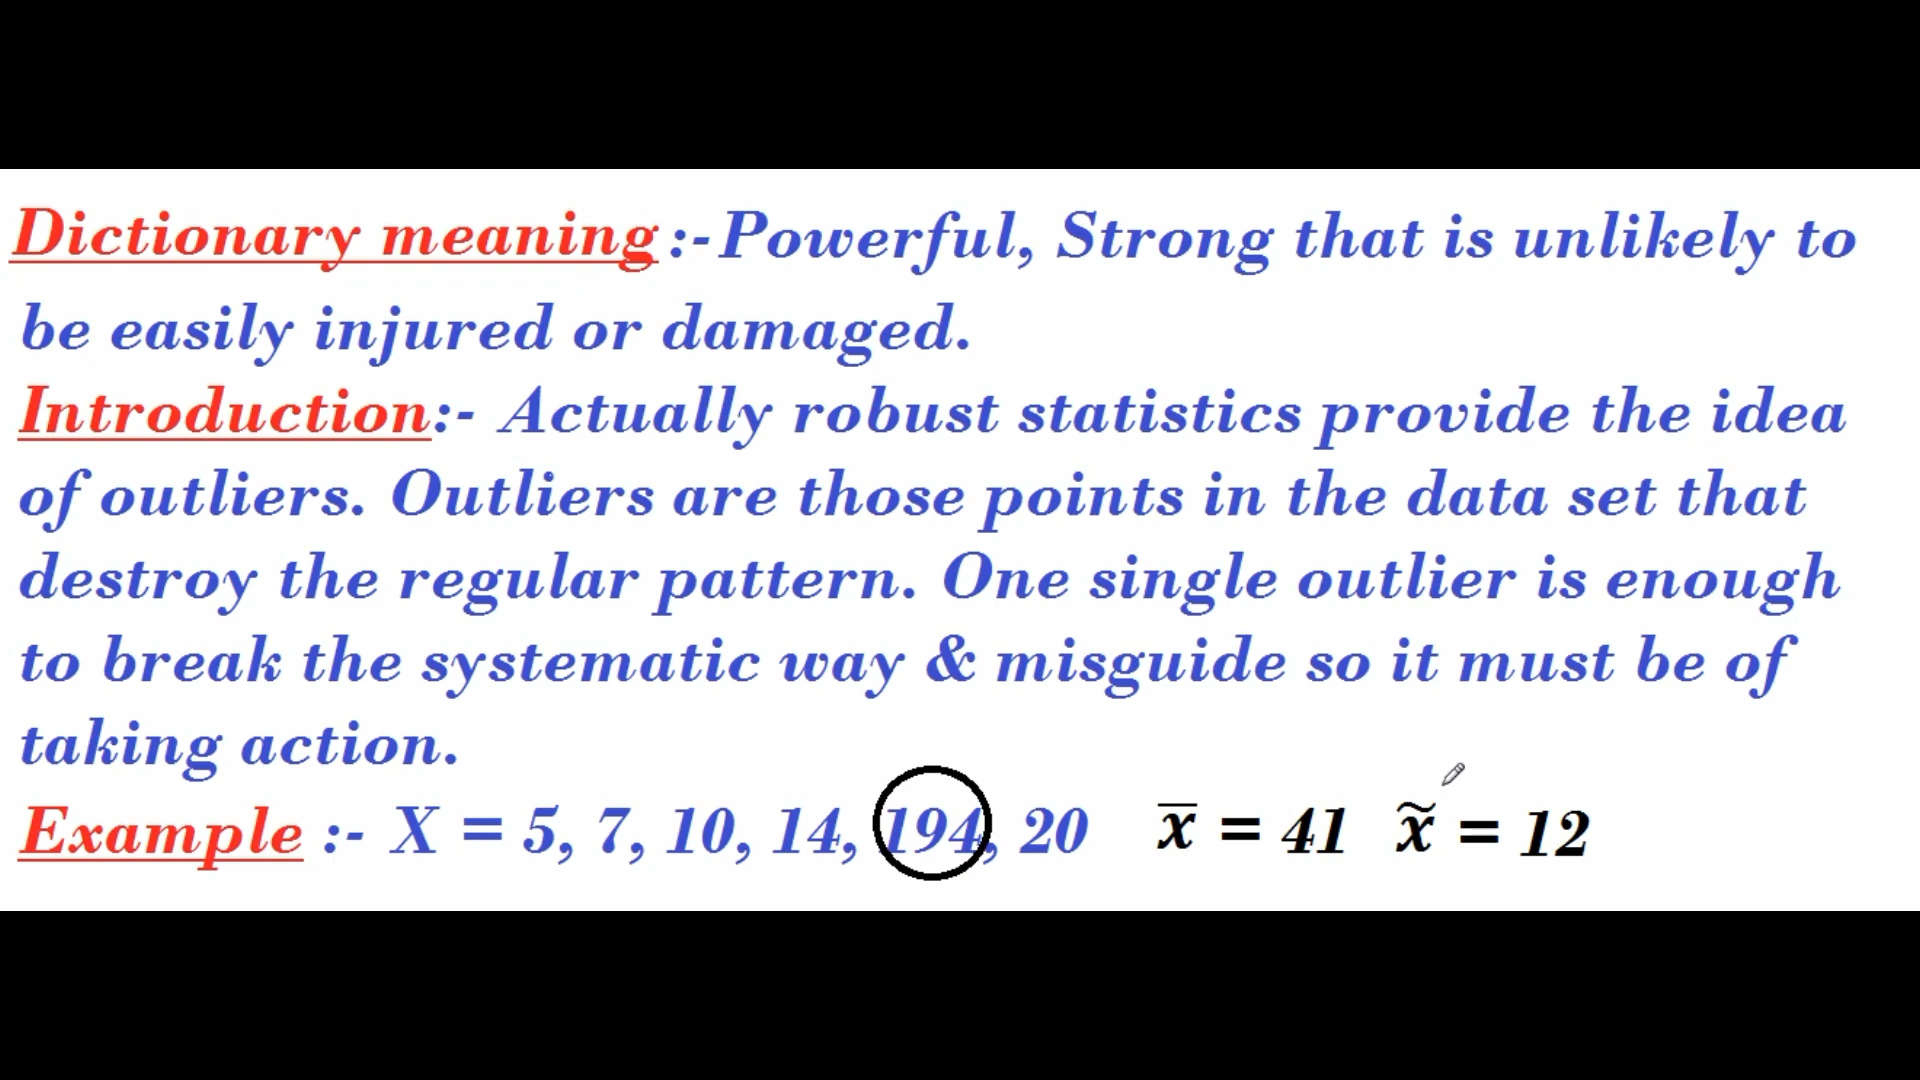 Dictionary meaning :-Powerful, Strong that is unlikely to
be easily injured or damaged.
Introduction:- Actually robust statistics provide the idea
of outliers. Outliers are those points in the data set that
destroy the regular pattern. One single outlier is enough
to break the systematic way & misguide so it must be of
taking action.
Example :- X = 5, 7, 10, 14, 194, 20 x̅ = 41 x̃ = 12